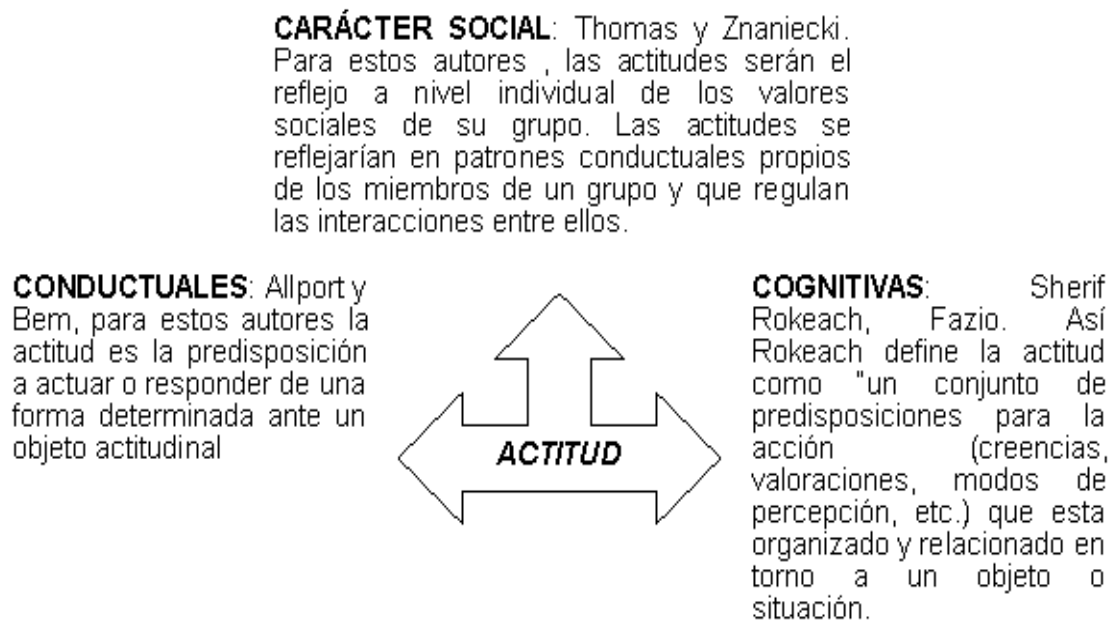 CARÁCTER SOCIAL: Thomas y Znaniecki.
Para estos autores , las actitudes serán el
reflejo a nivel individual de los valores
sociales de su grupo. Las actitudes se
reflejarían en patrones conductuales propios
de los miembros de un grupo y que regulan
las interacciones entre ellos.
CONDUCTUALES: Allport y
Bem, para estos autores la
actitud es la predisposición
a actuar o responder de una
forma determinada ante un
objeto actitudinal
ACTITUD
COGNITIVAS: Sherif
Rokeach, Fazio. Así
Rokeach define la actitud
como "un conjunto de
predisposiciones para la
acción (creencias,
valoraciones, modos de
percepción, etc.) que esta
organizado y relacionado en
torno a un objeto o
situación.